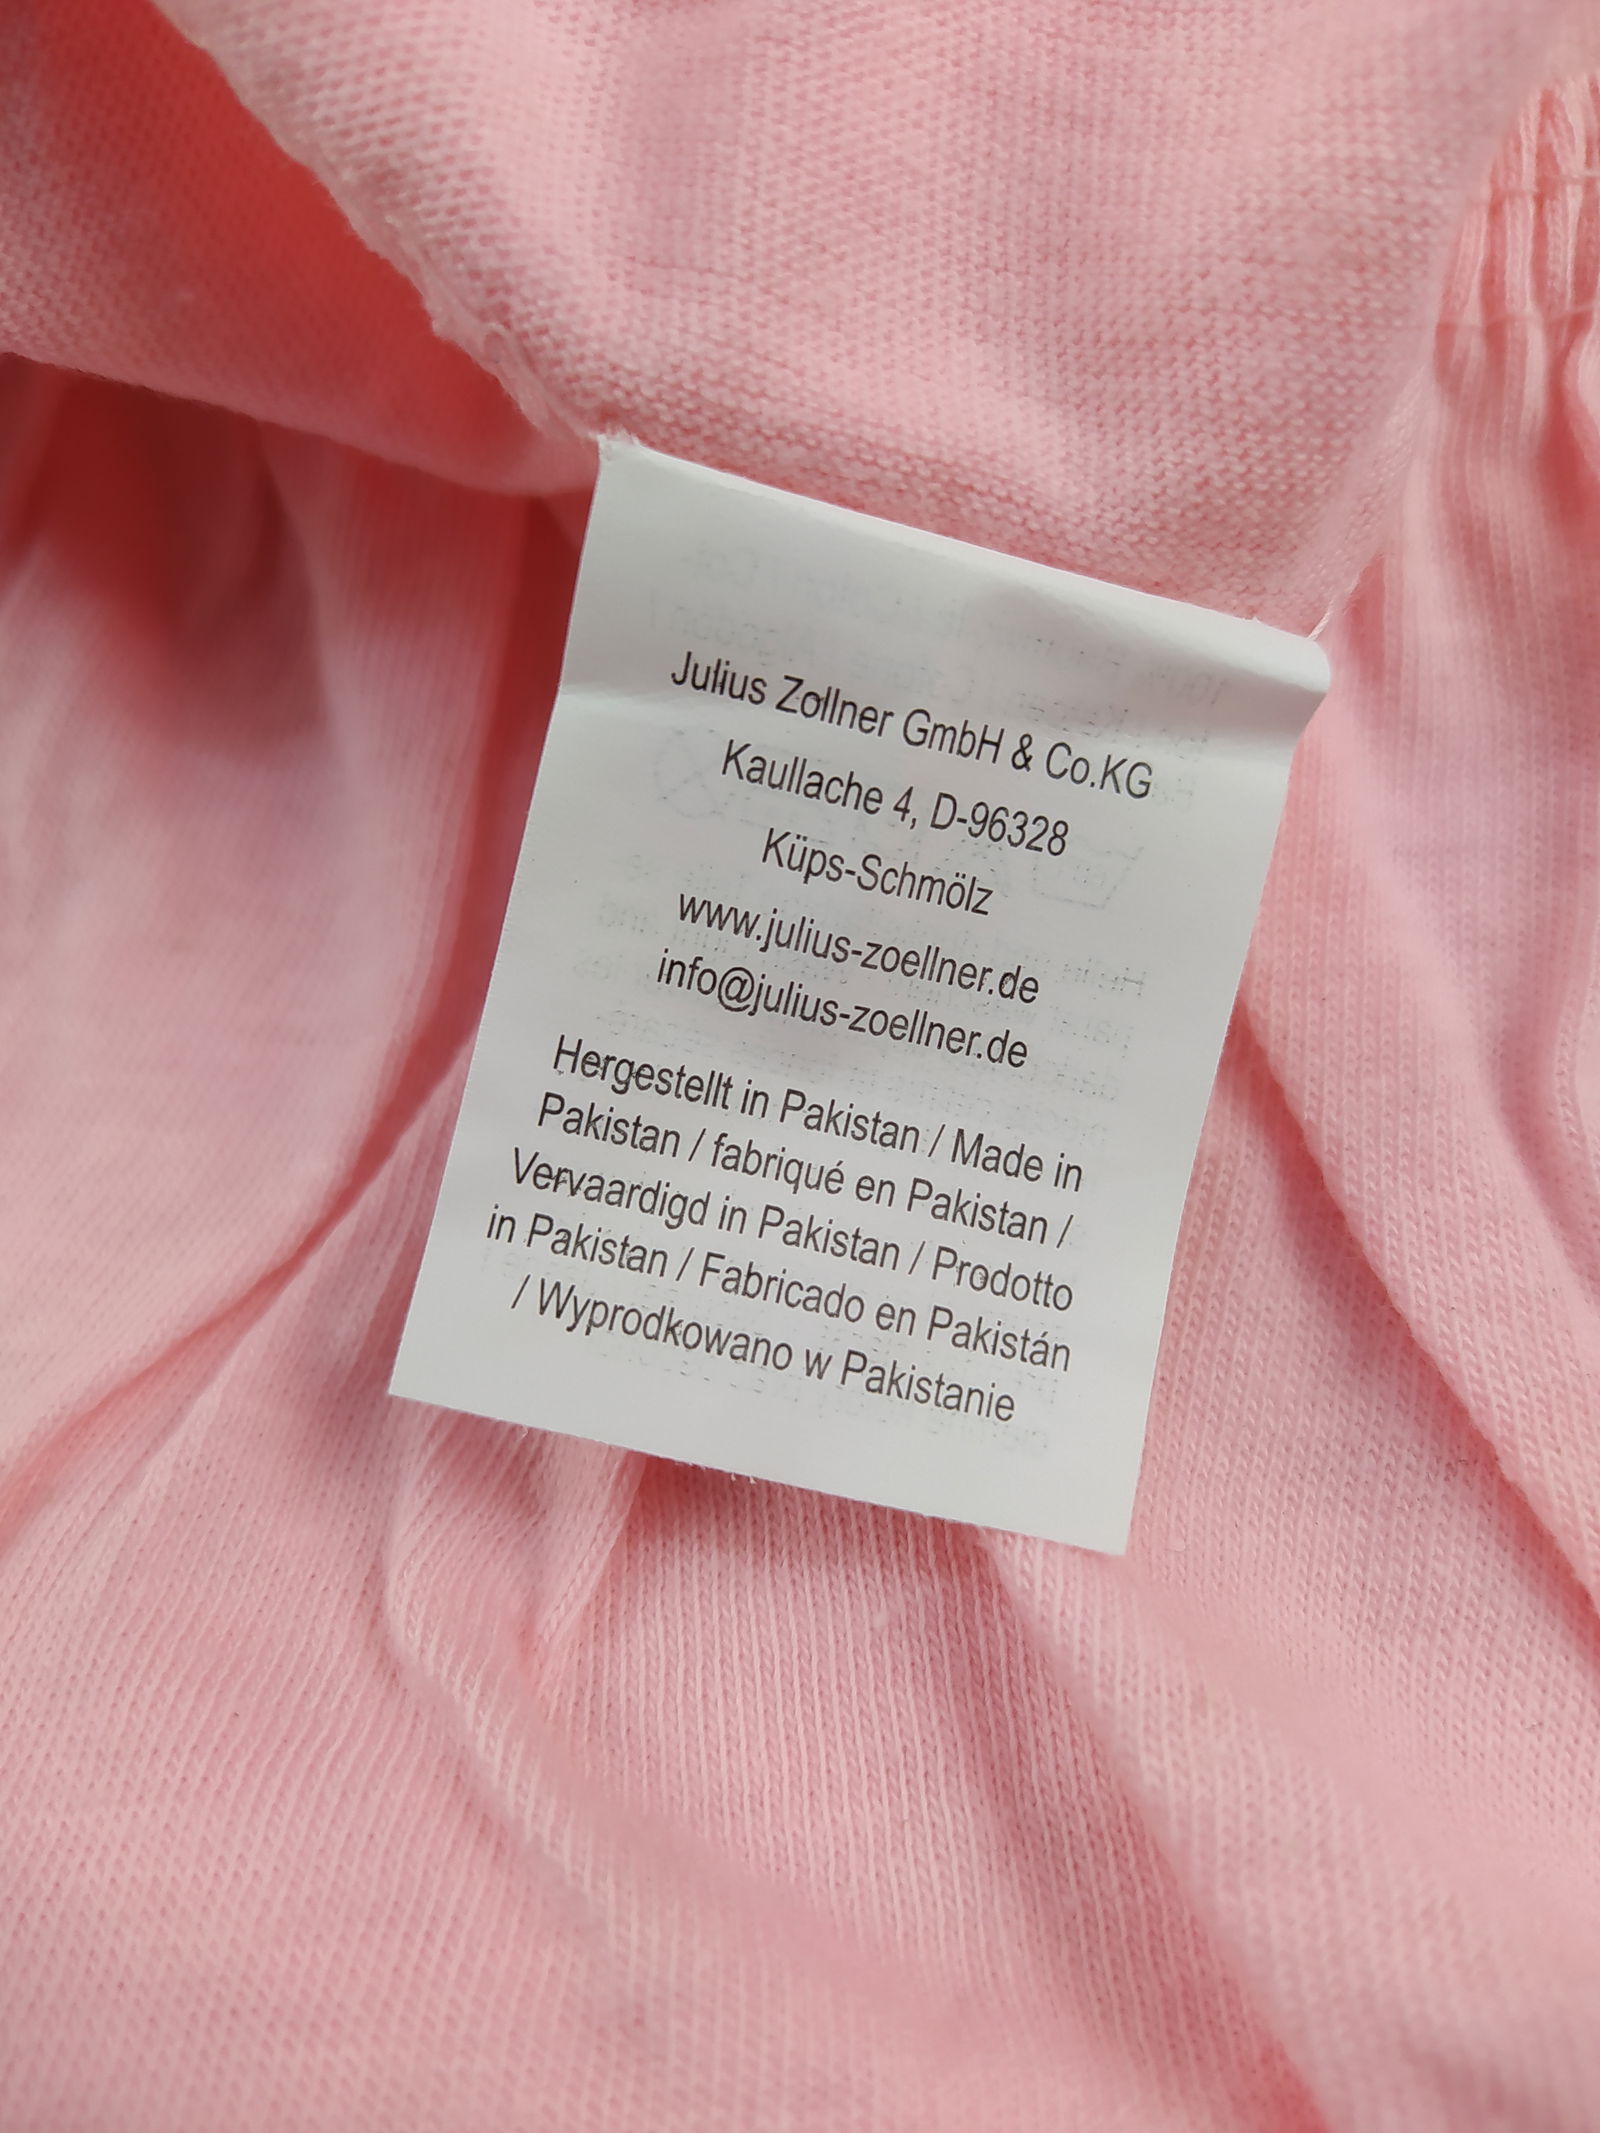 Julius Zollner GmbH & Co.KG
Kaullache 4, D-96328
Küps-Schmölz
www.julius-zoellner.de
info@julius-zoellner.de
Hergestellt in Pakistan / Made in
Pakistan / fabriqué en Pakistan /
Vervaardigd in Pakistan / Prodotto
in Pakistan / Fabricado en Pakistán
/ Wyprodkowano w Pakistanie